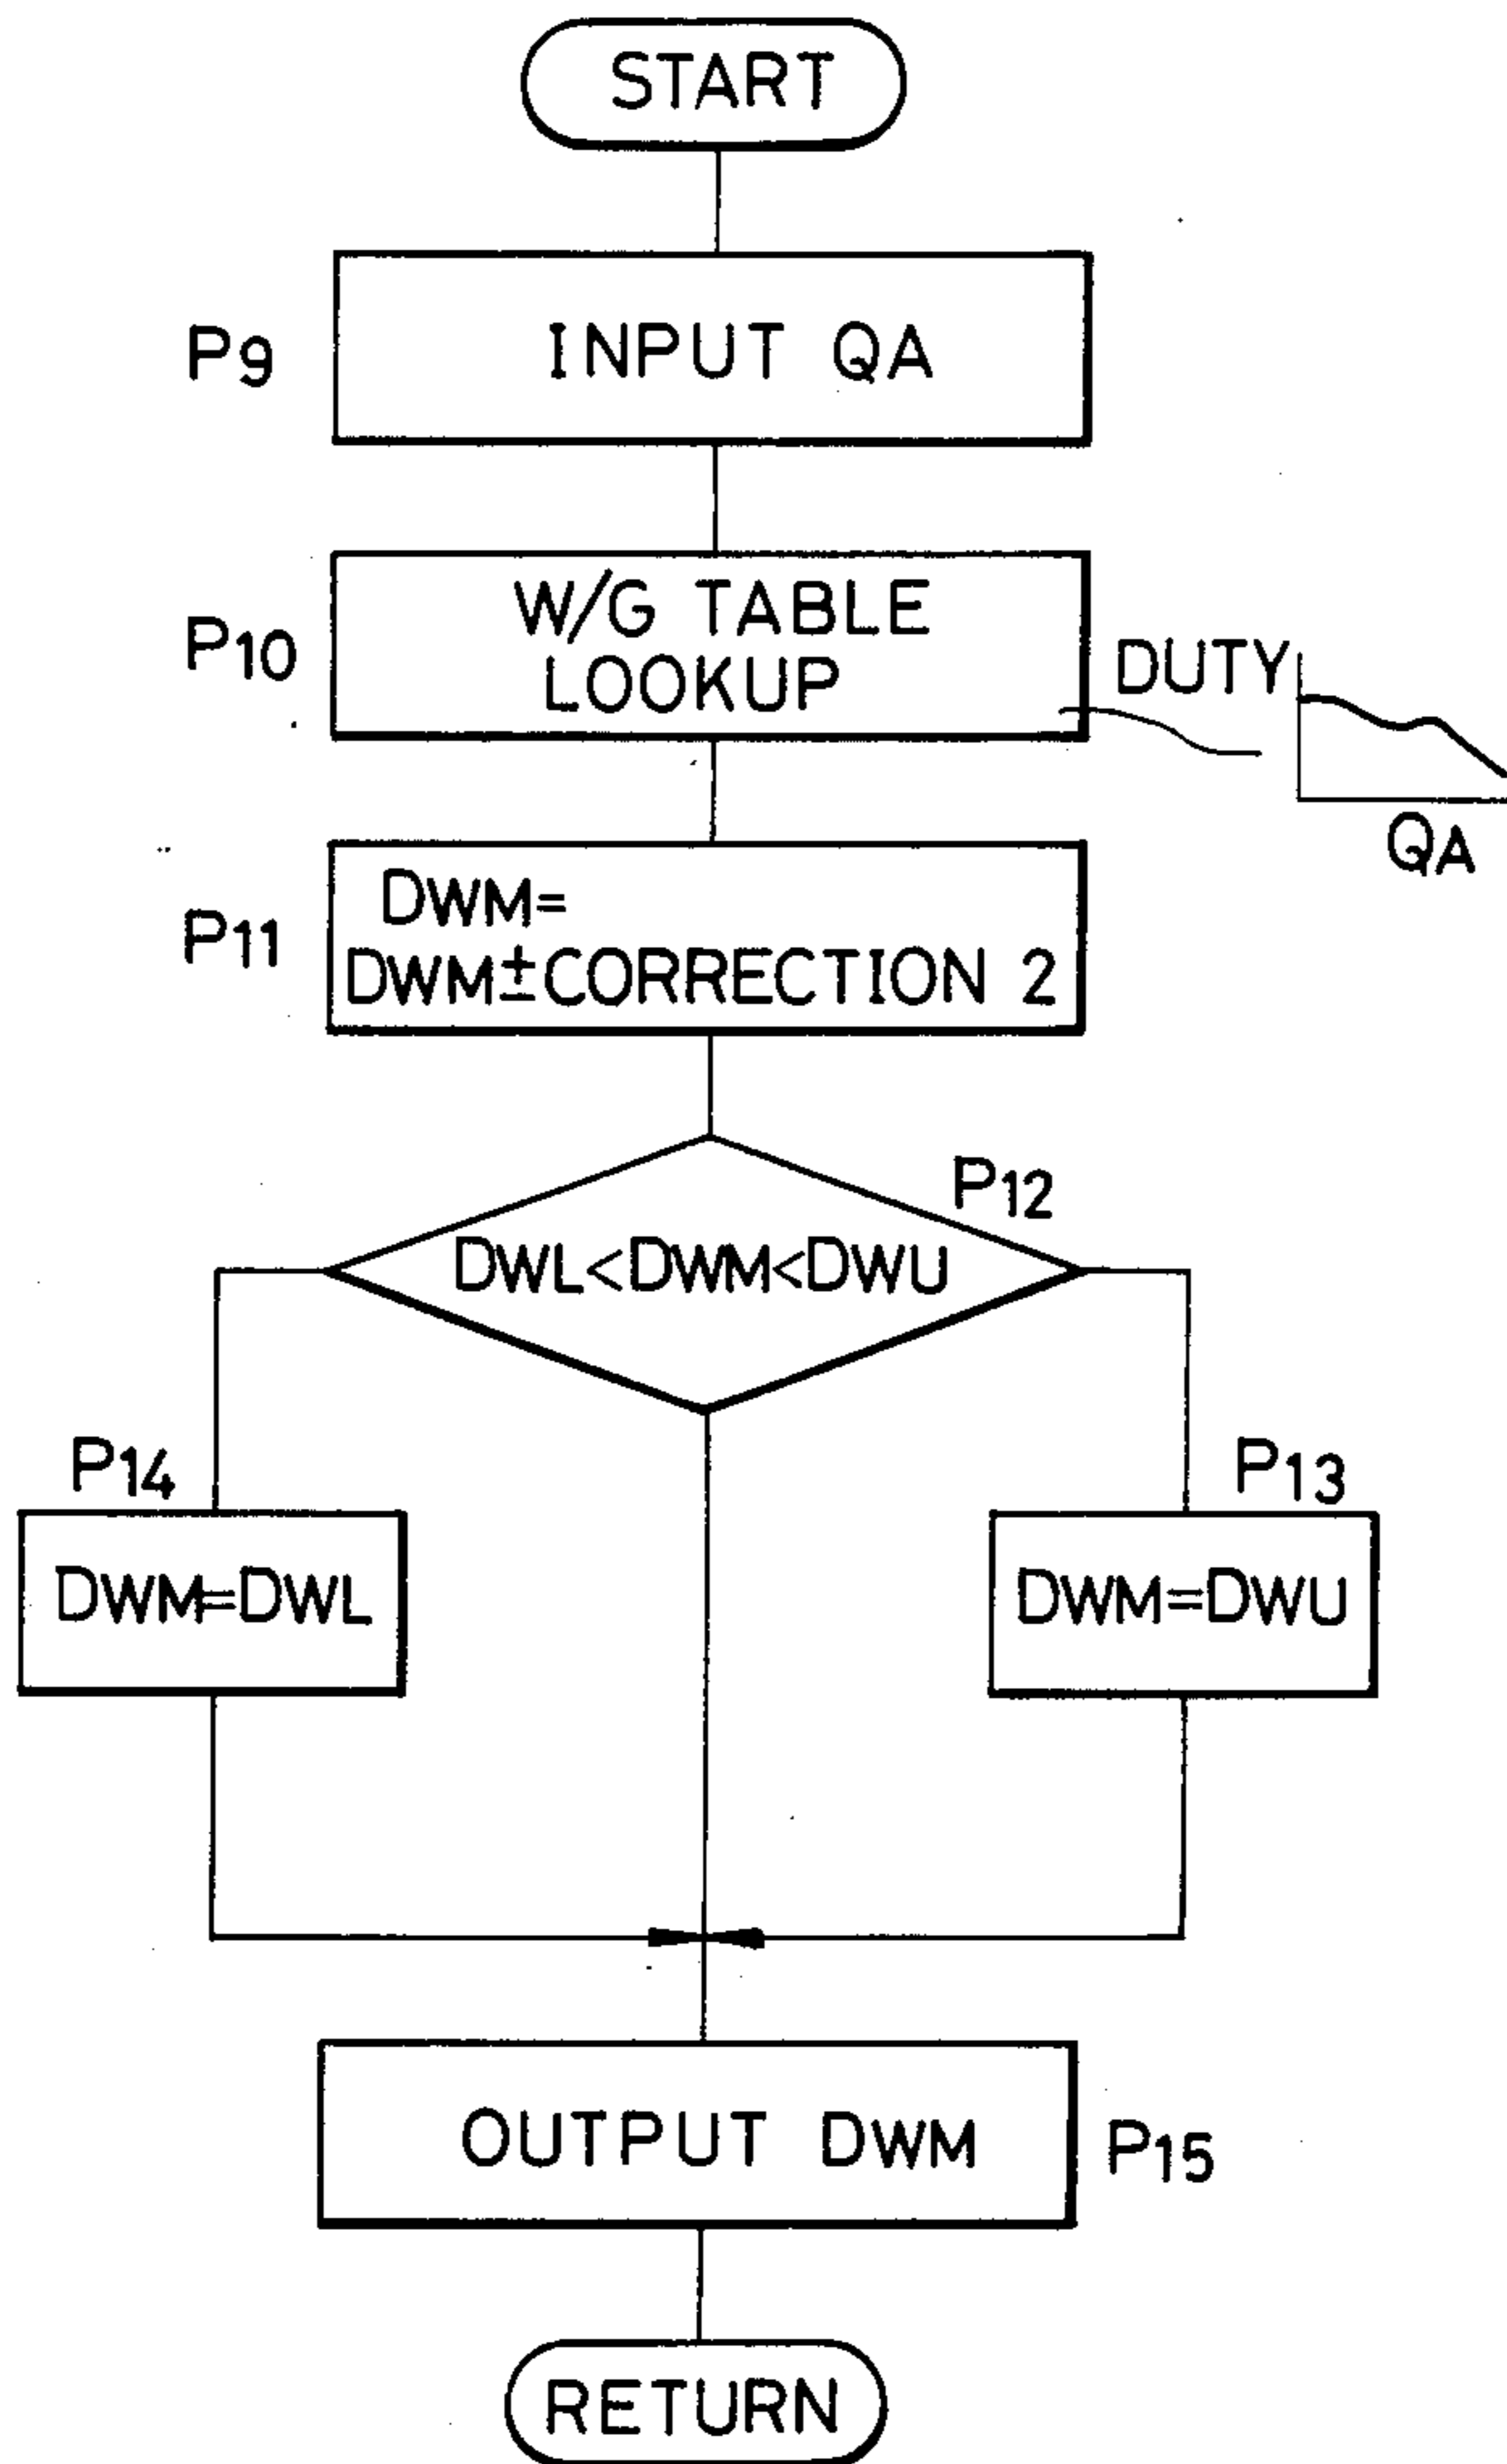 START
P9
INPUT QA
P10
W/G TABLE
LOOKUP
DUTY
QA
P11
DWM=
DWM±CORRECTION 2
P12
DWL<DWM<DWU
P14
P13
DWM=DWL
DWM=DWU
OUTPUT DWM
P15
RETURN